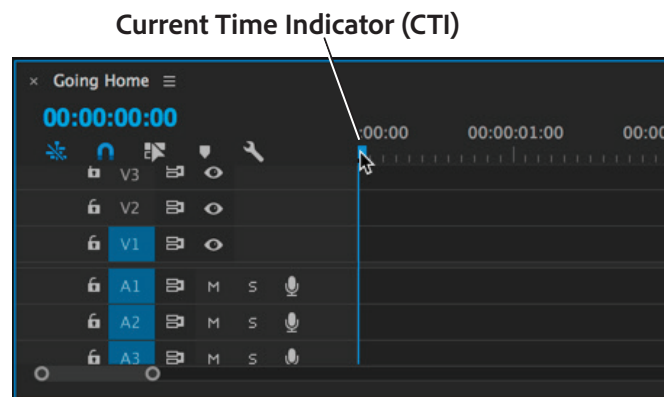 Current Time Indicator (CTI)
× Going Home ≡
00:00:00:00
:00:00 00:00:01:00 00:00
V3
V2
V1
A1 M S
A2 M S
A3 M S